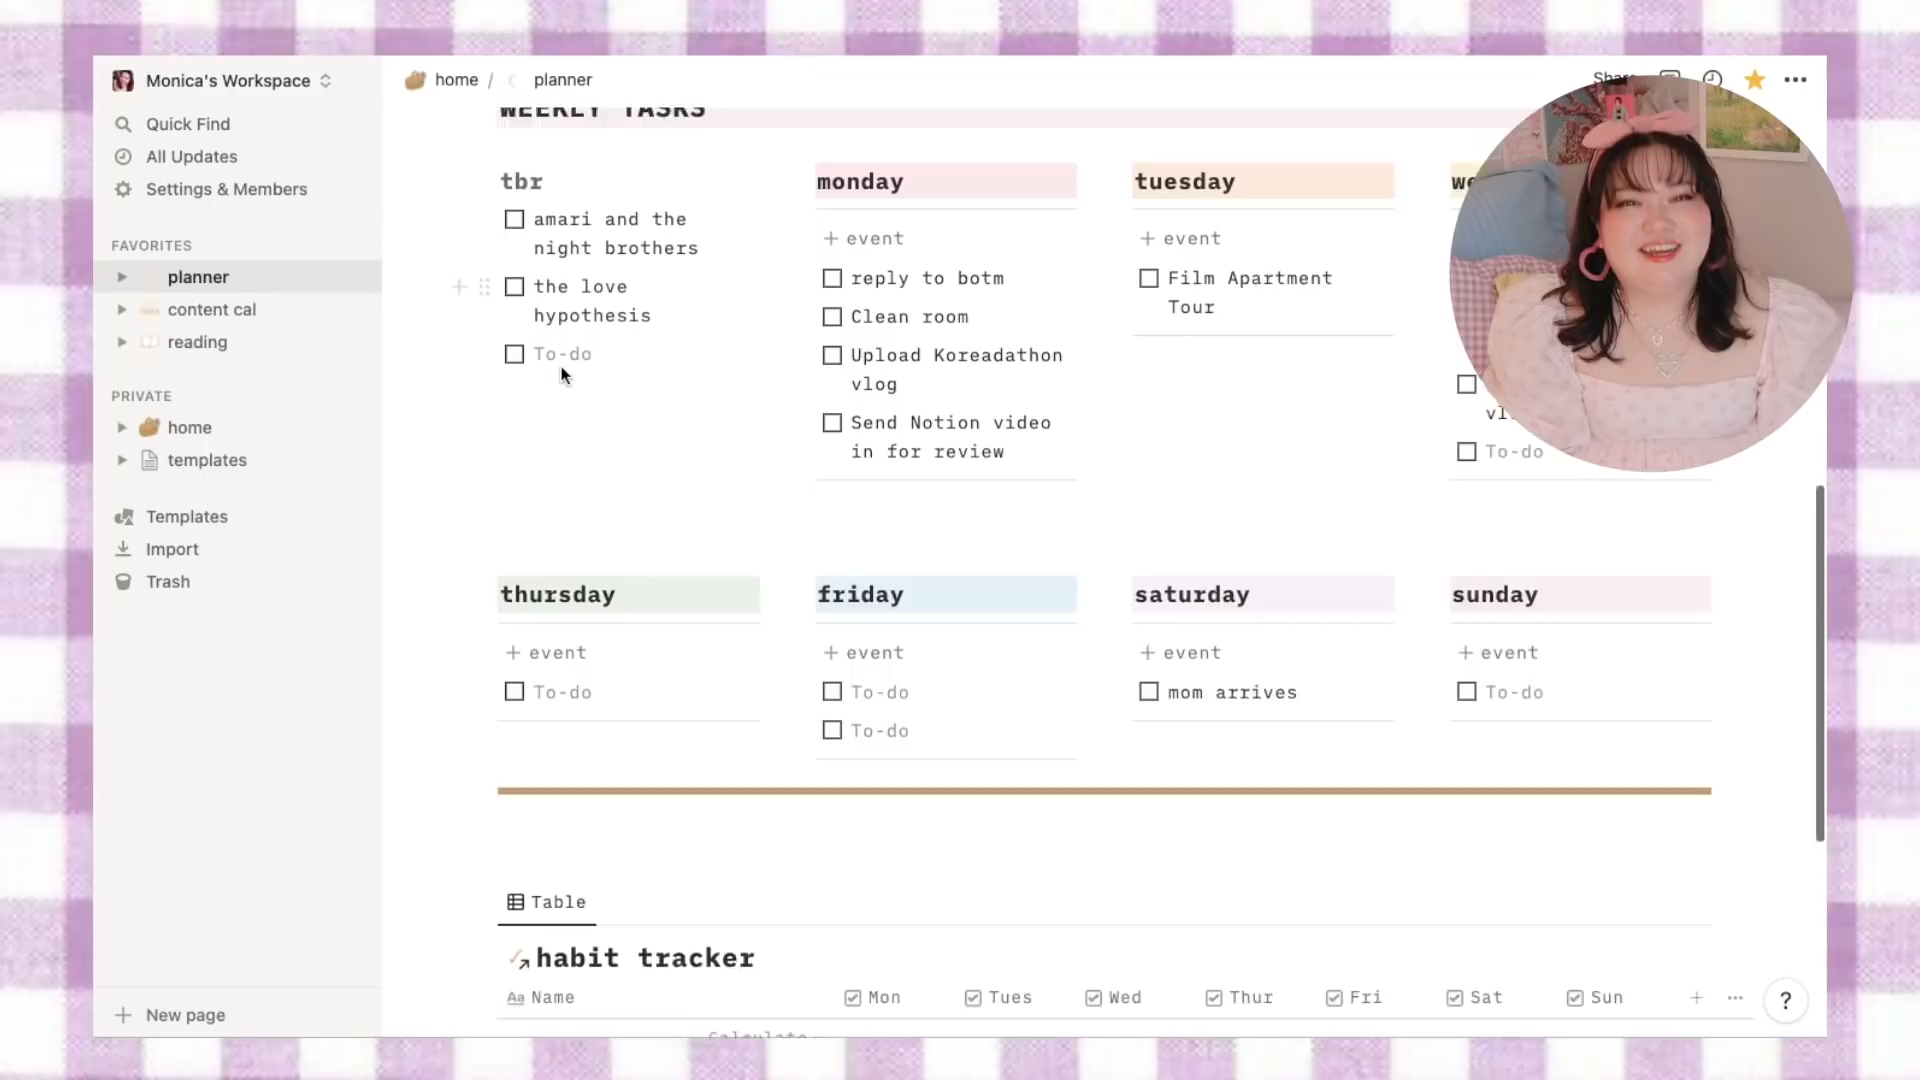 Monica's Workspace
Quick Find
All Updates
Settings & Members
FAVORITES
planner
content cal
reading
PRIVATE
home
templates
Templates
Import
Trash
New page
home / planner
Share
WEEKLY TASKS
tbr
amari and the
night brothers
the love
hypothesis
To-do
monday
+ event
reply to botm
Clean room
Upload Koreadathon
vlog
Send Notion video
in for review
tuesday
+ event
Film Apartment
Tour
To-do
thursday
+ event
To-do
friday
+ event
To-do
To-do
saturday
+ event
mom arrives
sunday
+ event
To-do
Table
habit tracker
Aa Name
Mon
Tues
Wed
Thur
Fri
Sat
Sun
?